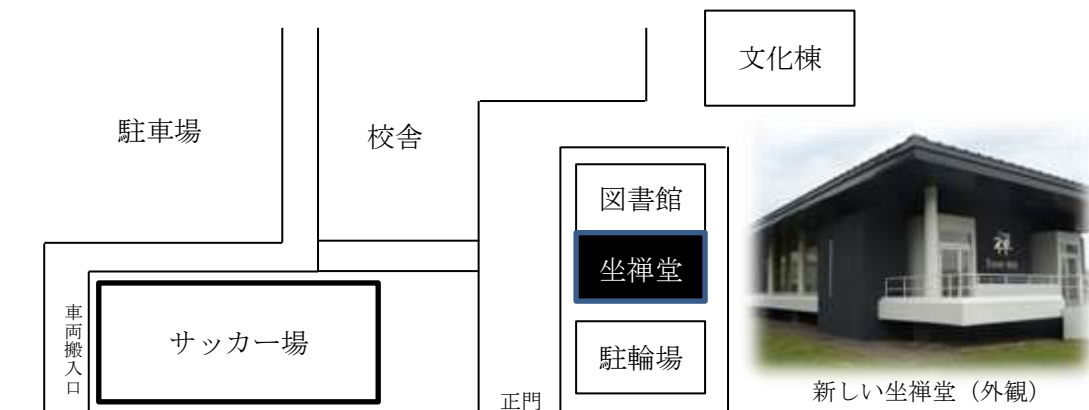 文化棟
駐車場
校舎
図書館
坐禅堂
車両搬入口
サッカー場
駐輪場
正門
禅
新しい坐禅堂（外観）